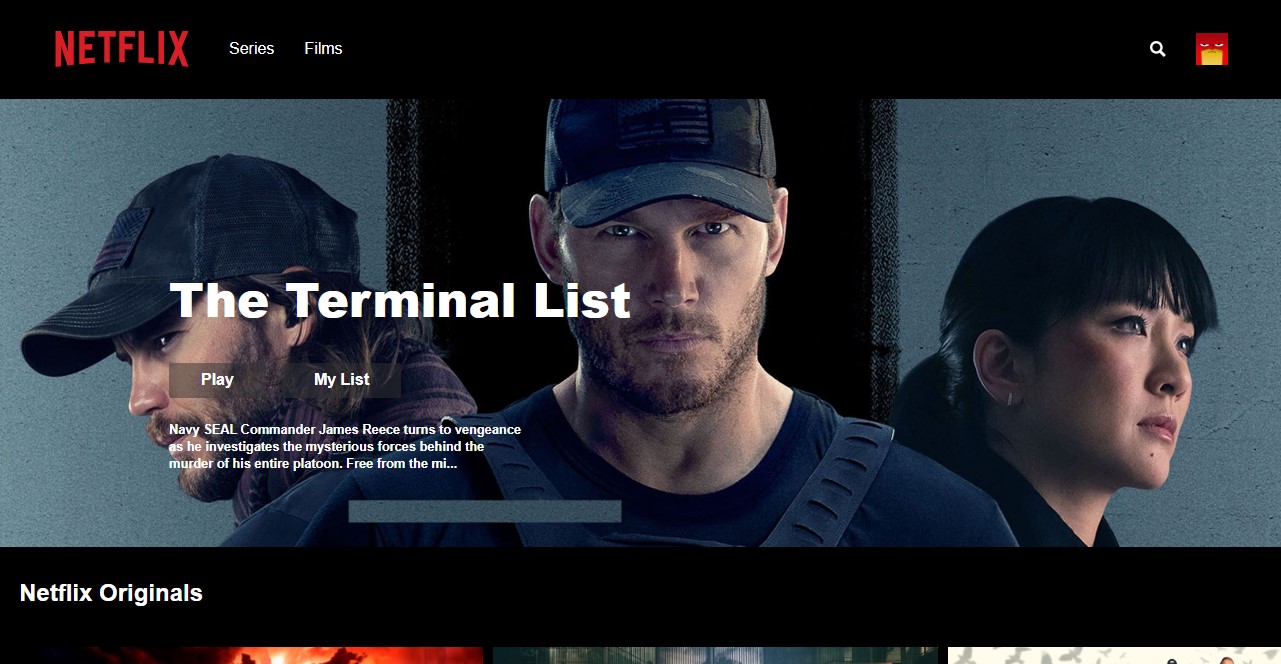 NETFLIX
Series
Films
The Terminal List
Play
My List
Navy SEAL Commander James Reece turns to vengeance
as he investigates the mysterious forces behind the
murder of his entire platoon. Free from the mi...
Netflix Originals